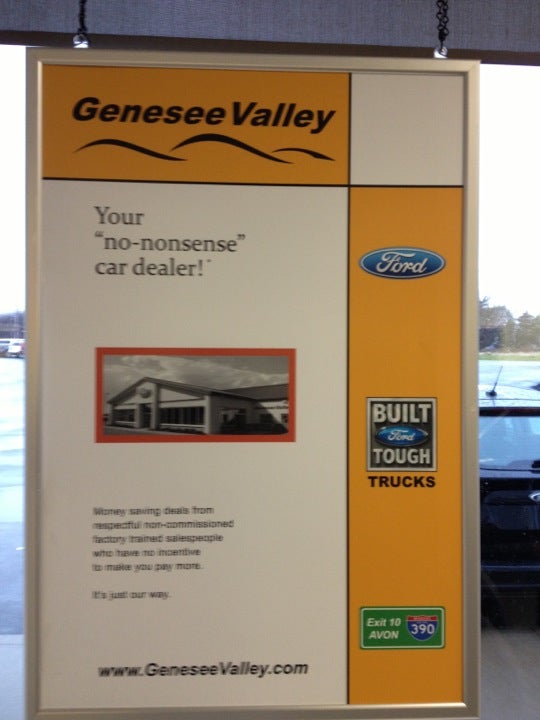 Genesee Valley
Your
"no-nonsense"
car dealer!
Ford
BUILT
Ford
TOUGH
TRUCKS
Money saving deals from
respectful non-commissioned
factory trained salespeople
who have no incentive
to make you pay more.
It's just our way.
Exit 10
AVON
390
www.GeneseeValley.com